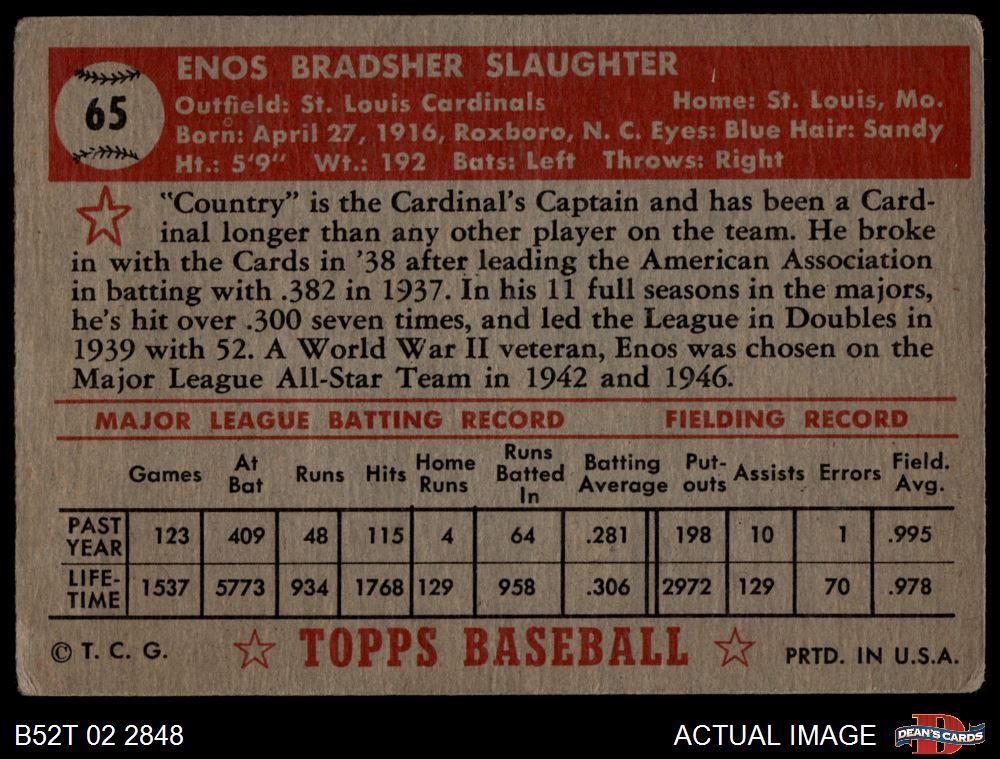 65
ENOS BRADSHER SLAUGHTER
Outfield: St. Louis Cardinals Home: St. Louis, Mo.
Born: April 27, 1916, Roxboro, N. C. Eyes: Blue Hair: Sandy
Ht.: 5'9" Wt.: 192 Bats: Left Throws: Right
"Country" is the Cardinal's Captain and has been a Card-
inal longer than any other player on the team. He broke
in with the Cards in '38 after leading the American Association
in batting with .382 in 1937. In his 11 full seasons in the majors,
he's hit over .300 seven times, and led the League in Doubles in
1939 with 52. A World War II veteran, Enos was chosen on the
Major League All-Star Team in 1942 and 1946.
MAJOR LEAGUE BATTING RECORD FIELDING RECORD
Games At Bat Runs Hits Home Runs Runs Batted In Batting Average Put-outs Assists Errors Field. Avg.
PAST YEAR 123 409 48 115 4 64 .281 198 10 1 .995
LIFE-TIME 1537 5773 934 1768 129 958 .306 2972 129 70 .978
© T. C. G. TOPPS BASEBALL PRTD. IN U.S.A.
B52T 02 2848 ACTUAL IMAGE DEAN'S CARDS